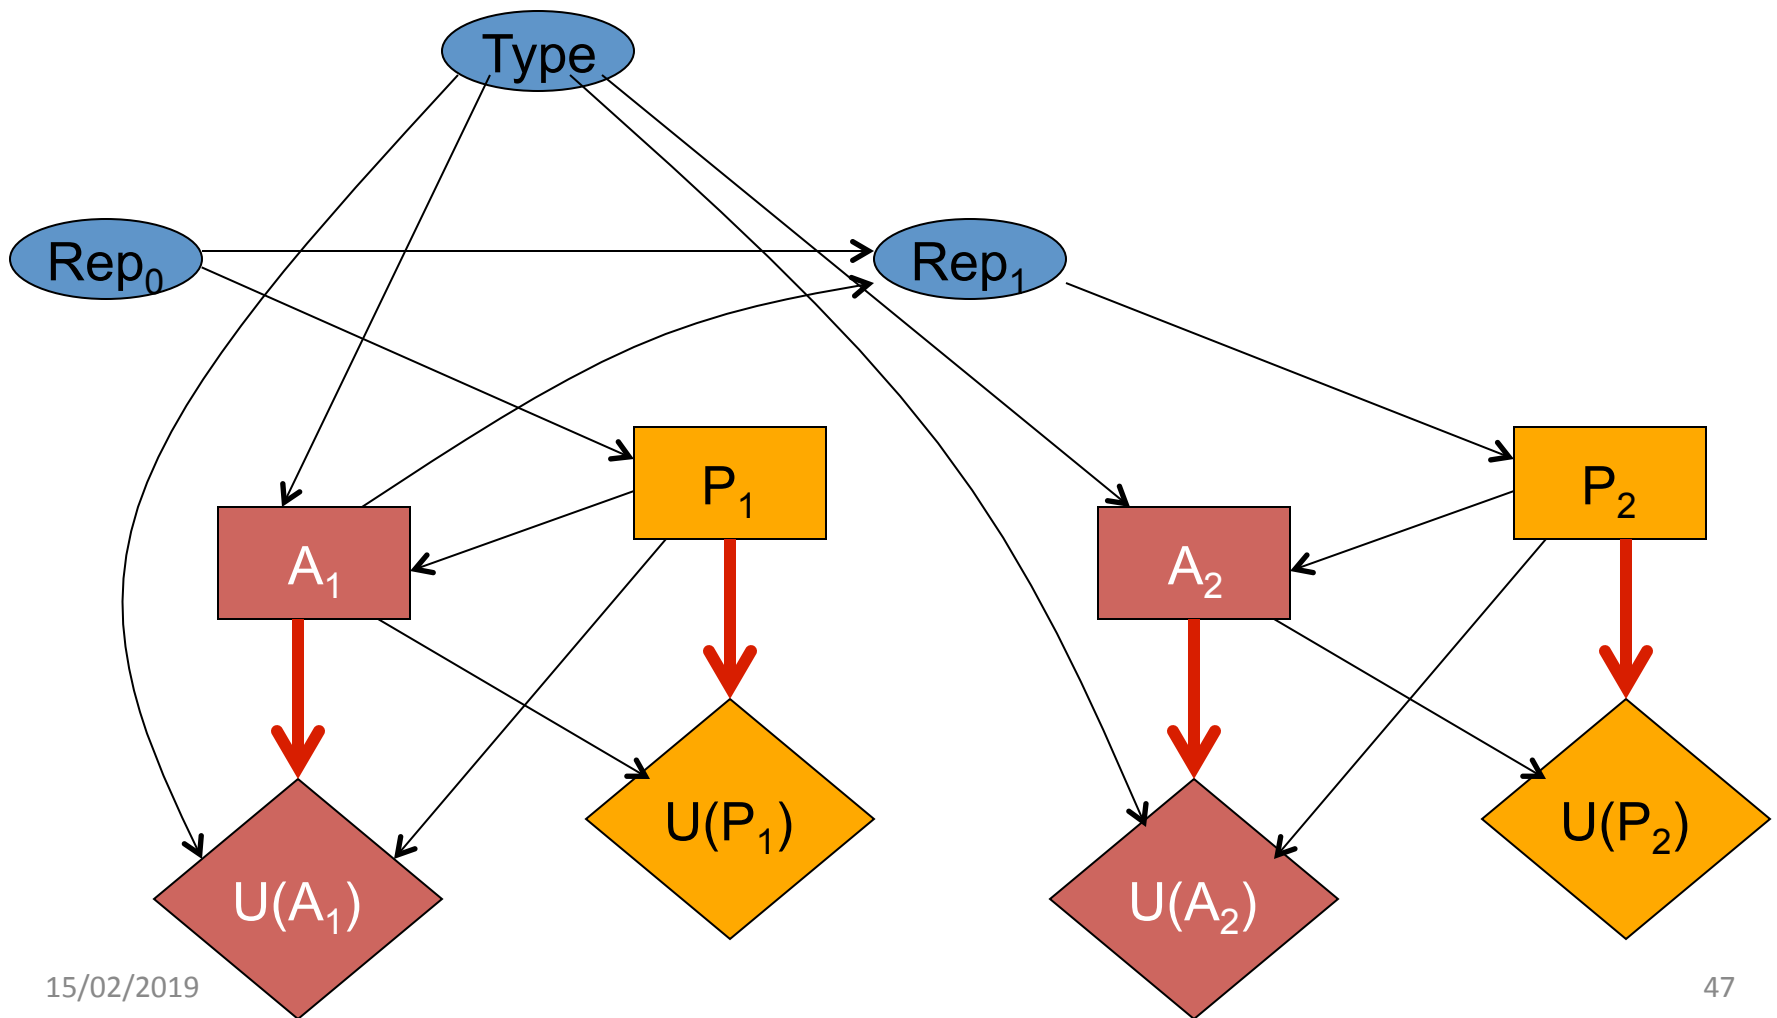 Type
Rep₀
Rep₁
P₁
P₂
A₁
A₂
U(P₁)
U(P₂)
U(A₁)
U(A₂)
15/02/2019
47